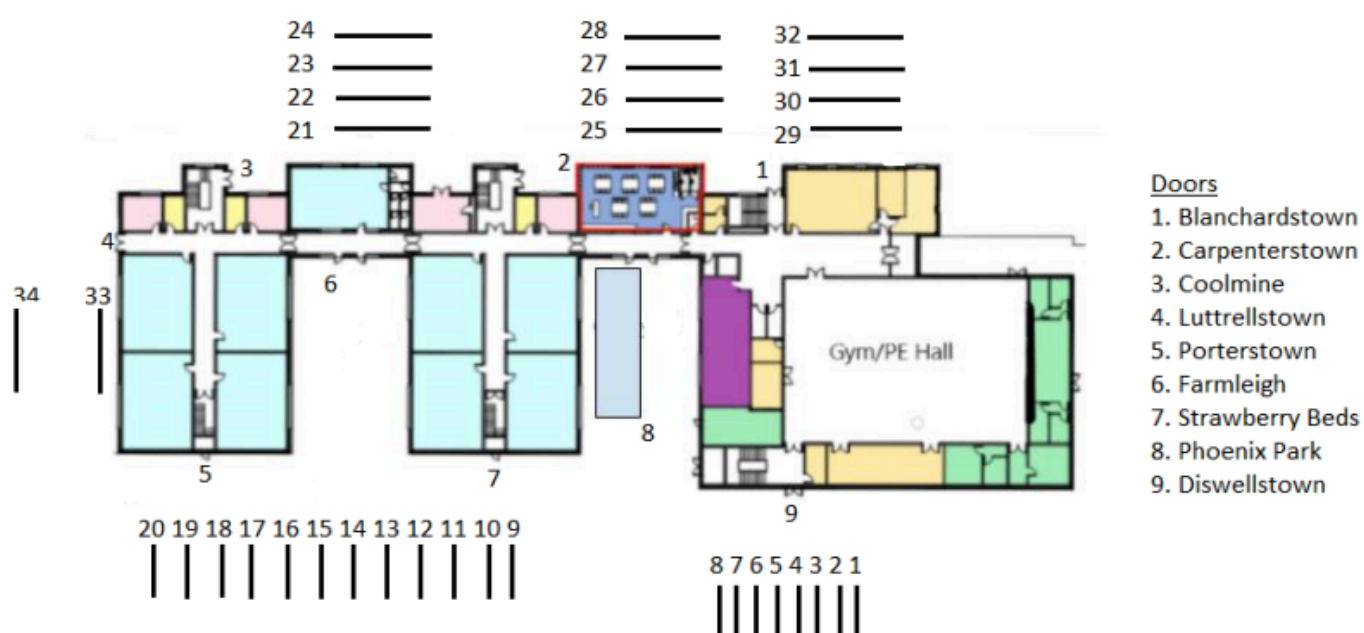 24
23
22
21
28
27
26
25
32
31
30
29
3
2
1
4
6
34
33
Gym/PE Hall
8
5
7
9
20 19 18 17 16 15 14 13 12 11 10 9
8 7 6 5 4 3 2 1
Doors
1. Blanchardstown
2. Carpenterstown
3. Coolmine
4. Luttrellstown
5. Porterstown
6. Farmleigh
7. Strawberry Beds
8. Phoenix Park
9. Diswellstown